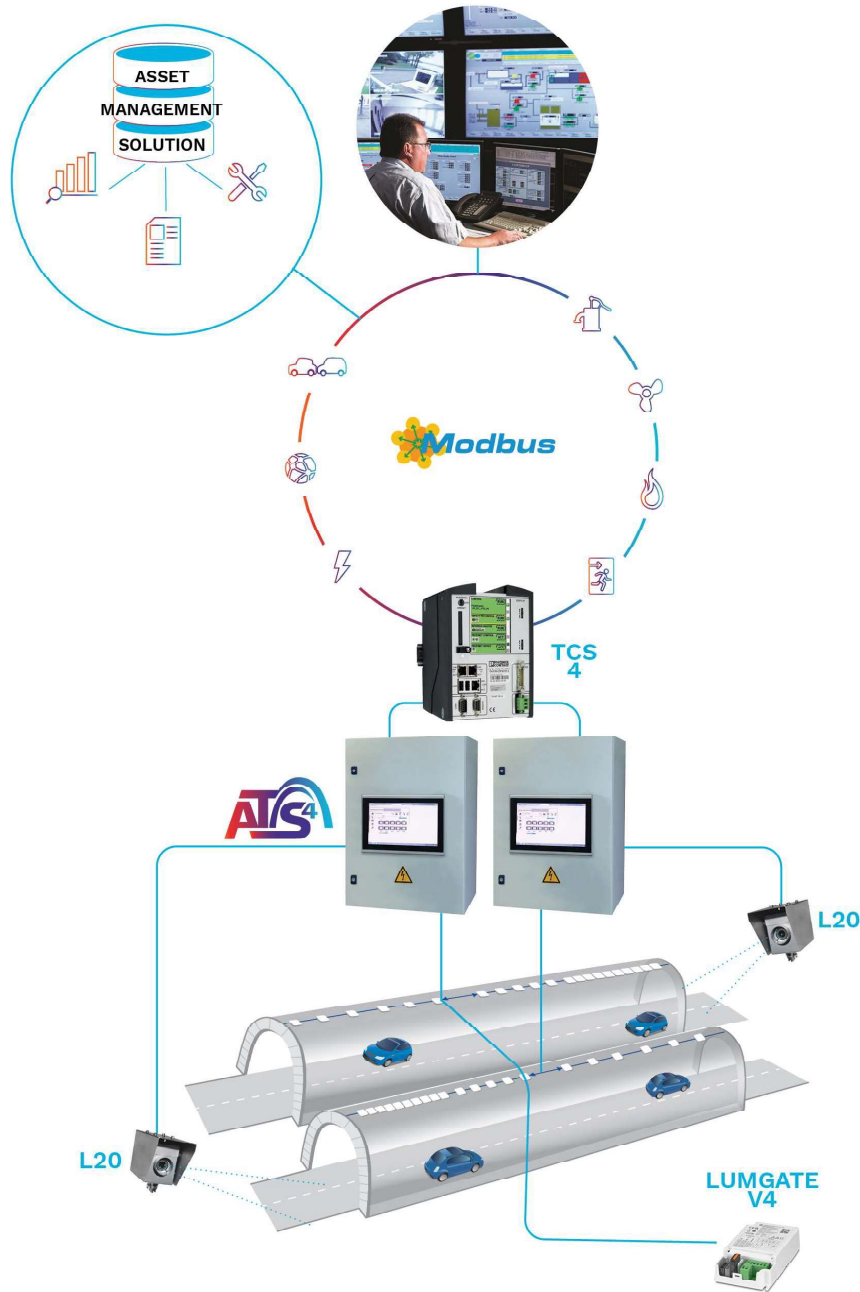 ASSET
MANAGEMENT
SOLUTION
Modbus
TCS
4
ATS4
L20
L20
LUMGATE
V4